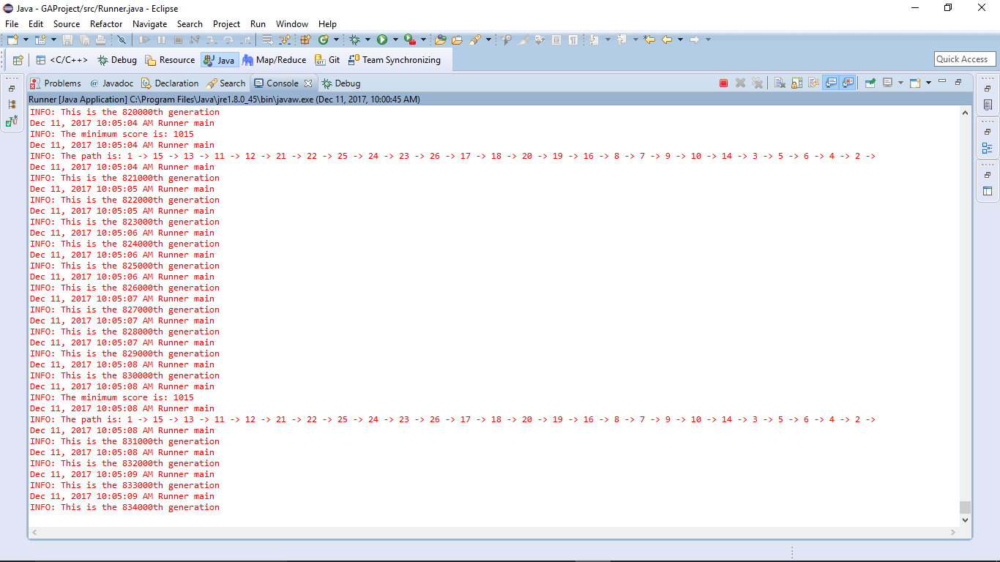 Java - GAProject/src/Runner.java - Eclipse
File Edit Source Refactor Navigate Search Project Run Window Help
<C/C++> Debug Resource Java Map/Reduce Git Team Synchronizing
Quick Access
Problems @ Javadoc Declaration Search Console Debug
Runner [Java Application] C:\Program Files\Java\jre1.8.0_45\bin\javaw.exe (Dec 11, 2017, 10:00:45 AM)
INFO: This is the 820000th generation
Dec 11, 2017 10:05:04 AM Runner main
INFO: The minimum score is: 1015
Dec 11, 2017 10:05:04 AM Runner main
INFO: The path is: 1 -> 15 -> 13 -> 11 -> 12 -> 21 -> 22 -> 25 -> 24 -> 23 -> 26 -> 17 -> 18 -> 20 -> 19 -> 16 -> 8 -> 7 -> 9 -> 10 -> 14 -> 3 -> 5 -> 6 -> 4 -> 2 ->
Dec 11, 2017 10:05:04 AM Runner main
INFO: This is the 821000th generation
Dec 11, 2017 10:05:05 AM Runner main
INFO: This is the 822000th generation
Dec 11, 2017 10:05:05 AM Runner main
INFO: This is the 823000th generation
Dec 11, 2017 10:05:06 AM Runner main
INFO: This is the 824000th generation
Dec 11, 2017 10:05:06 AM Runner main
INFO: This is the 825000th generation
Dec 11, 2017 10:05:06 AM Runner main
INFO: This is the 826000th generation
Dec 11, 2017 10:05:07 AM Runner main
INFO: This is the 827000th generation
Dec 11, 2017 10:05:07 AM Runner main
INFO: This is the 828000th generation
Dec 11, 2017 10:05:07 AM Runner main
INFO: This is the 829000th generation
Dec 11, 2017 10:05:08 AM Runner main
INFO: This is the 830000th generation
Dec 11, 2017 10:05:08 AM Runner main
INFO: The minimum score is: 1015
Dec 11, 2017 10:05:08 AM Runner main
INFO: The path is: 1 -> 15 -> 13 -> 11 -> 12 -> 21 -> 22 -> 25 -> 24 -> 23 -> 26 -> 17 -> 18 -> 20 -> 19 -> 16 -> 8 -> 7 -> 9 -> 10 -> 14 -> 3 -> 5 -> 6 -> 4 -> 2 ->
Dec 11, 2017 10:05:08 AM Runner main
INFO: This is the 831000th generation
Dec 11, 2017 10:05:08 AM Runner main
INFO: This is the 832000th generation
Dec 11, 2017 10:05:09 AM Runner main
INFO: This is the 833000th generation
Dec 11, 2017 10:05:09 AM Runner main
INFO: This is the 834000th generation